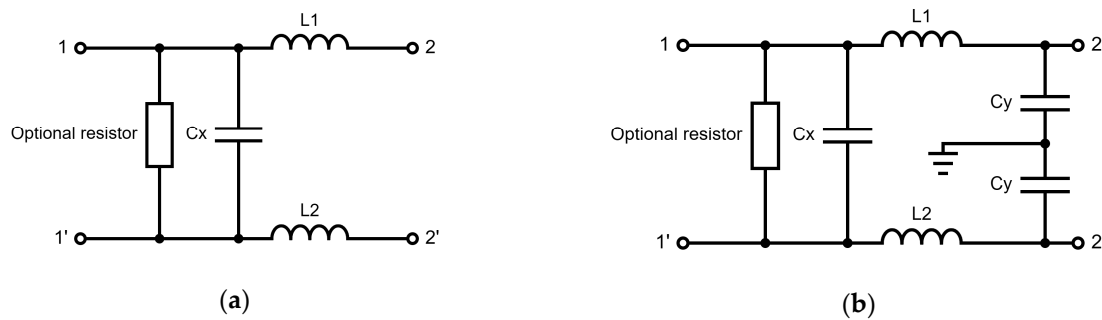 L1
1
2
Optional resistor
Cx
L2
1'
2'
(a)
L1
1
2
Cy
Optional resistor
Cx
Cy
L2
1'
2
(b)